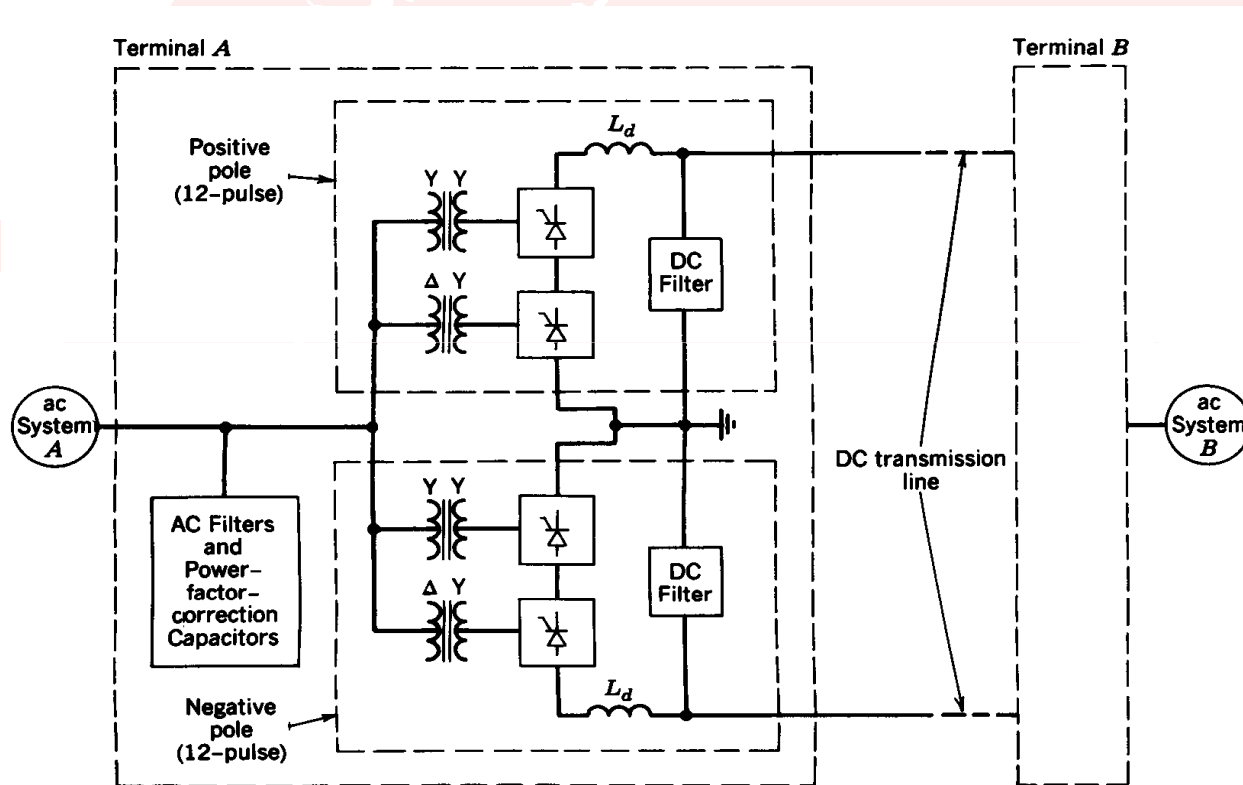 Terminal A
Terminal B
Positive
pole
(12-pulse)
L_d
Y Y
Δ Y
DC
Filter
ac
System
A
AC Filters
and
Power-
factor-
correction
Capacitors
DC transmission
line
ac
System
B
Y Y
Δ Y
DC
Filter
L_d
Negative
pole
(12-pulse)